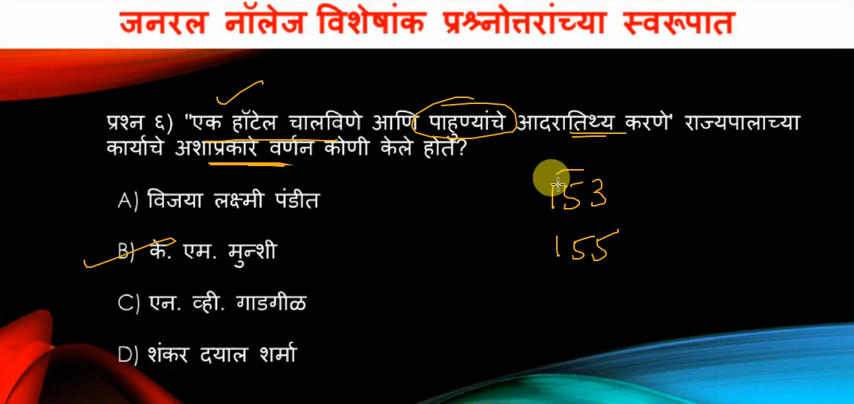 जनरल नॉलेज विशेषांक प्रश्नोत्तरांच्या स्वरूपात
प्रश्न ६) "एक हॉटेल चालविणे आणि पाहुण्यांचे आदरातिथ्य करणे' राज्यपालाच्या
कार्याचे अशाप्रकारे वर्णन कोणी केले होते?
A) विजया लक्ष्मी पंडीत
153
B) के. एम. मुन्शी
155
C) एन. व्ही. गाडगीळ
D) शंकर दयाल शर्मा